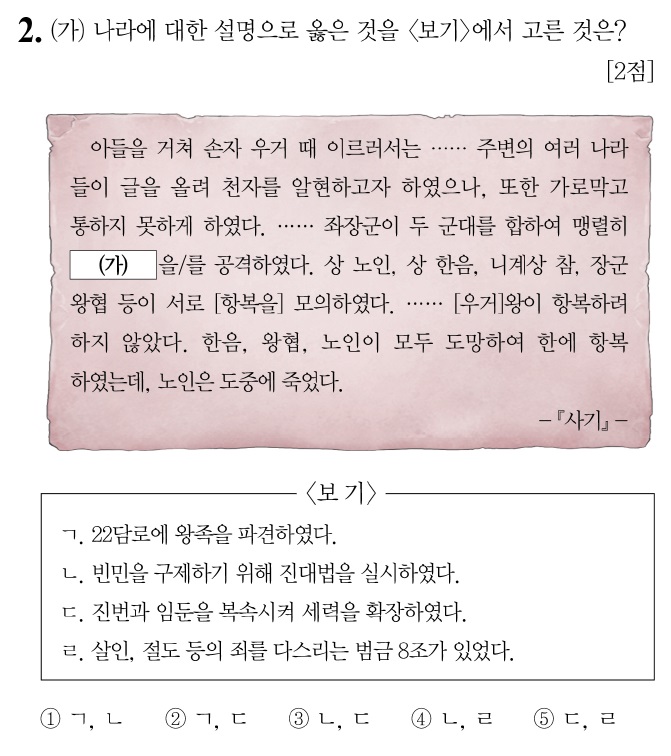 2. (가) 나라에 대한 설명으로 옳은 것을 〈보기〉에서 고른 것은?
[2점]
아들을 거쳐 손자 우거 때 이르러서는 …… 주변의 여러 나라
들이 글을 올려 천자를 알현하고자 하였으나, 또한 가로막고
통하지 못하게 하였다. …… 좌장군이 두 군대를 합하여 맹렬히
(가) 을/를 공격하였다. 상 노인, 상 한음, 니계상 참, 장군
왕협 등이 서로 [항복을] 모의하였다. …… [우거]왕이 항복하려
하지 않았다. 한음, 왕협, 노인이 모두 도망하여 한에 항복
하였는데, 노인은 도중에 죽었다.
－『사기』－
〈보 기〉
ㄱ. 22담로에 왕족을 파견하였다.
ㄴ. 빈민을 구제하기 위해 진대법을 실시하였다.
ㄷ. 진번과 임둔을 복속시켜 세력을 확장하였다.
ㄹ. 살인, 절도 등의 죄를 다스리는 범금 8조가 있었다.
① ㄱ, ㄴ ② ㄱ, ㄷ ③ ㄴ, ㄷ ④ ㄴ, ㄹ ⑤ ㄷ, ㄹ